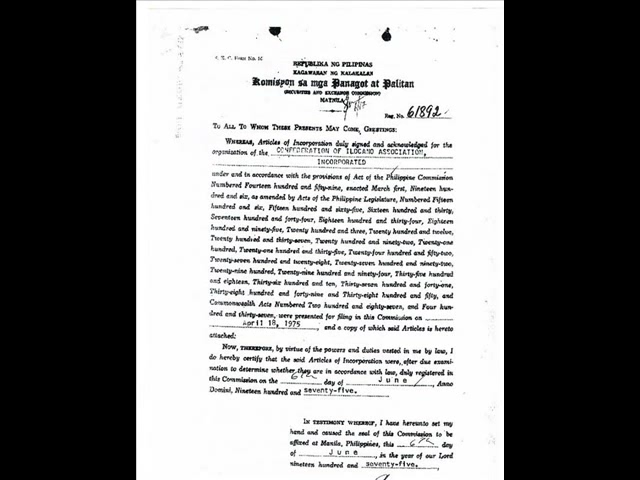 S. E. C. Form No. 16
REPUBLIKA NG PILIPINAS
KAGAWARAN NG KALAKALAN
Komisyon sa mga Panagot at Palitan
(SECURITIES AND EXCHANGE COMMISSION)
MAYNILA
Reg. No. 61892
TO ALL TO WHOM THESE PRESENTS MAY COME, GREETINGS:
WHEREAS, Articles of Incorporation duly signed and acknowledged for the
organization of the CONFEDERATION OF ILOCANO ASSOCIATION,
INCORPORATED
under and in accordance with the provisions of Act of the Philippine Commission
Numbered Fourteen hundred and fifty-nine, enacted March first, Nineteen hun-
dred and six, as amended by Acts of the Philippine Legislature, Numbered Fifteen
hundred and six, Fifteen hundred and sixty-five, Sixteen hundred and thirty,
Seventeen hundred and forty-four, Eighteen hundred and thirty-four, Eighteen
hundred and ninety-five, Twenty hundred and three, Twenty hundred and twelve,
Twenty hundred and thirty-seven, Twenty hundred and ninety-two, Twenty-one
hundred, Twenty-one hundred and thirty-five, Twenty-four hundred and fifty-two,
Twenty-seven hundred and twenty-eight, Twenty-seven hundred and ninety-two,
Twenty-nine hundred, Twenty-nine hundred and ninety-four, Thirty-five hundred
and eighteen, Thirty-six hundred and ten, Thirty-seven hundred and forty-one,
Thirty-eight hundred and forty-nine and Thirty-eight hundred and fifty, and
Commonwealth Acts Numbered Two hundred and eighty-seven, and Four hun-
dred and thirty-seven, were presented for filing in this Commission on
April 18, 1975, and a copy of which said Articles is hereto
attached:
NOW, THEREFORE, by virtue of the powers and duties vested in me by law, I
do hereby certify that the said Articles of Incorporation were, after due exami-
nation to determine whether they are in accordance with law, duly registered in
this Commission on the 6th day of June, Anno
Domini, Nineteen hundred and seventy-five.
IN TESTIMONY WHEREOF, I have hereunto set my
hand and caused the seal of this Commission to be
affixed at Manila, Philippines, this 6th day
of June, in the year of our Lord
nineteen hundred and seventy-five.